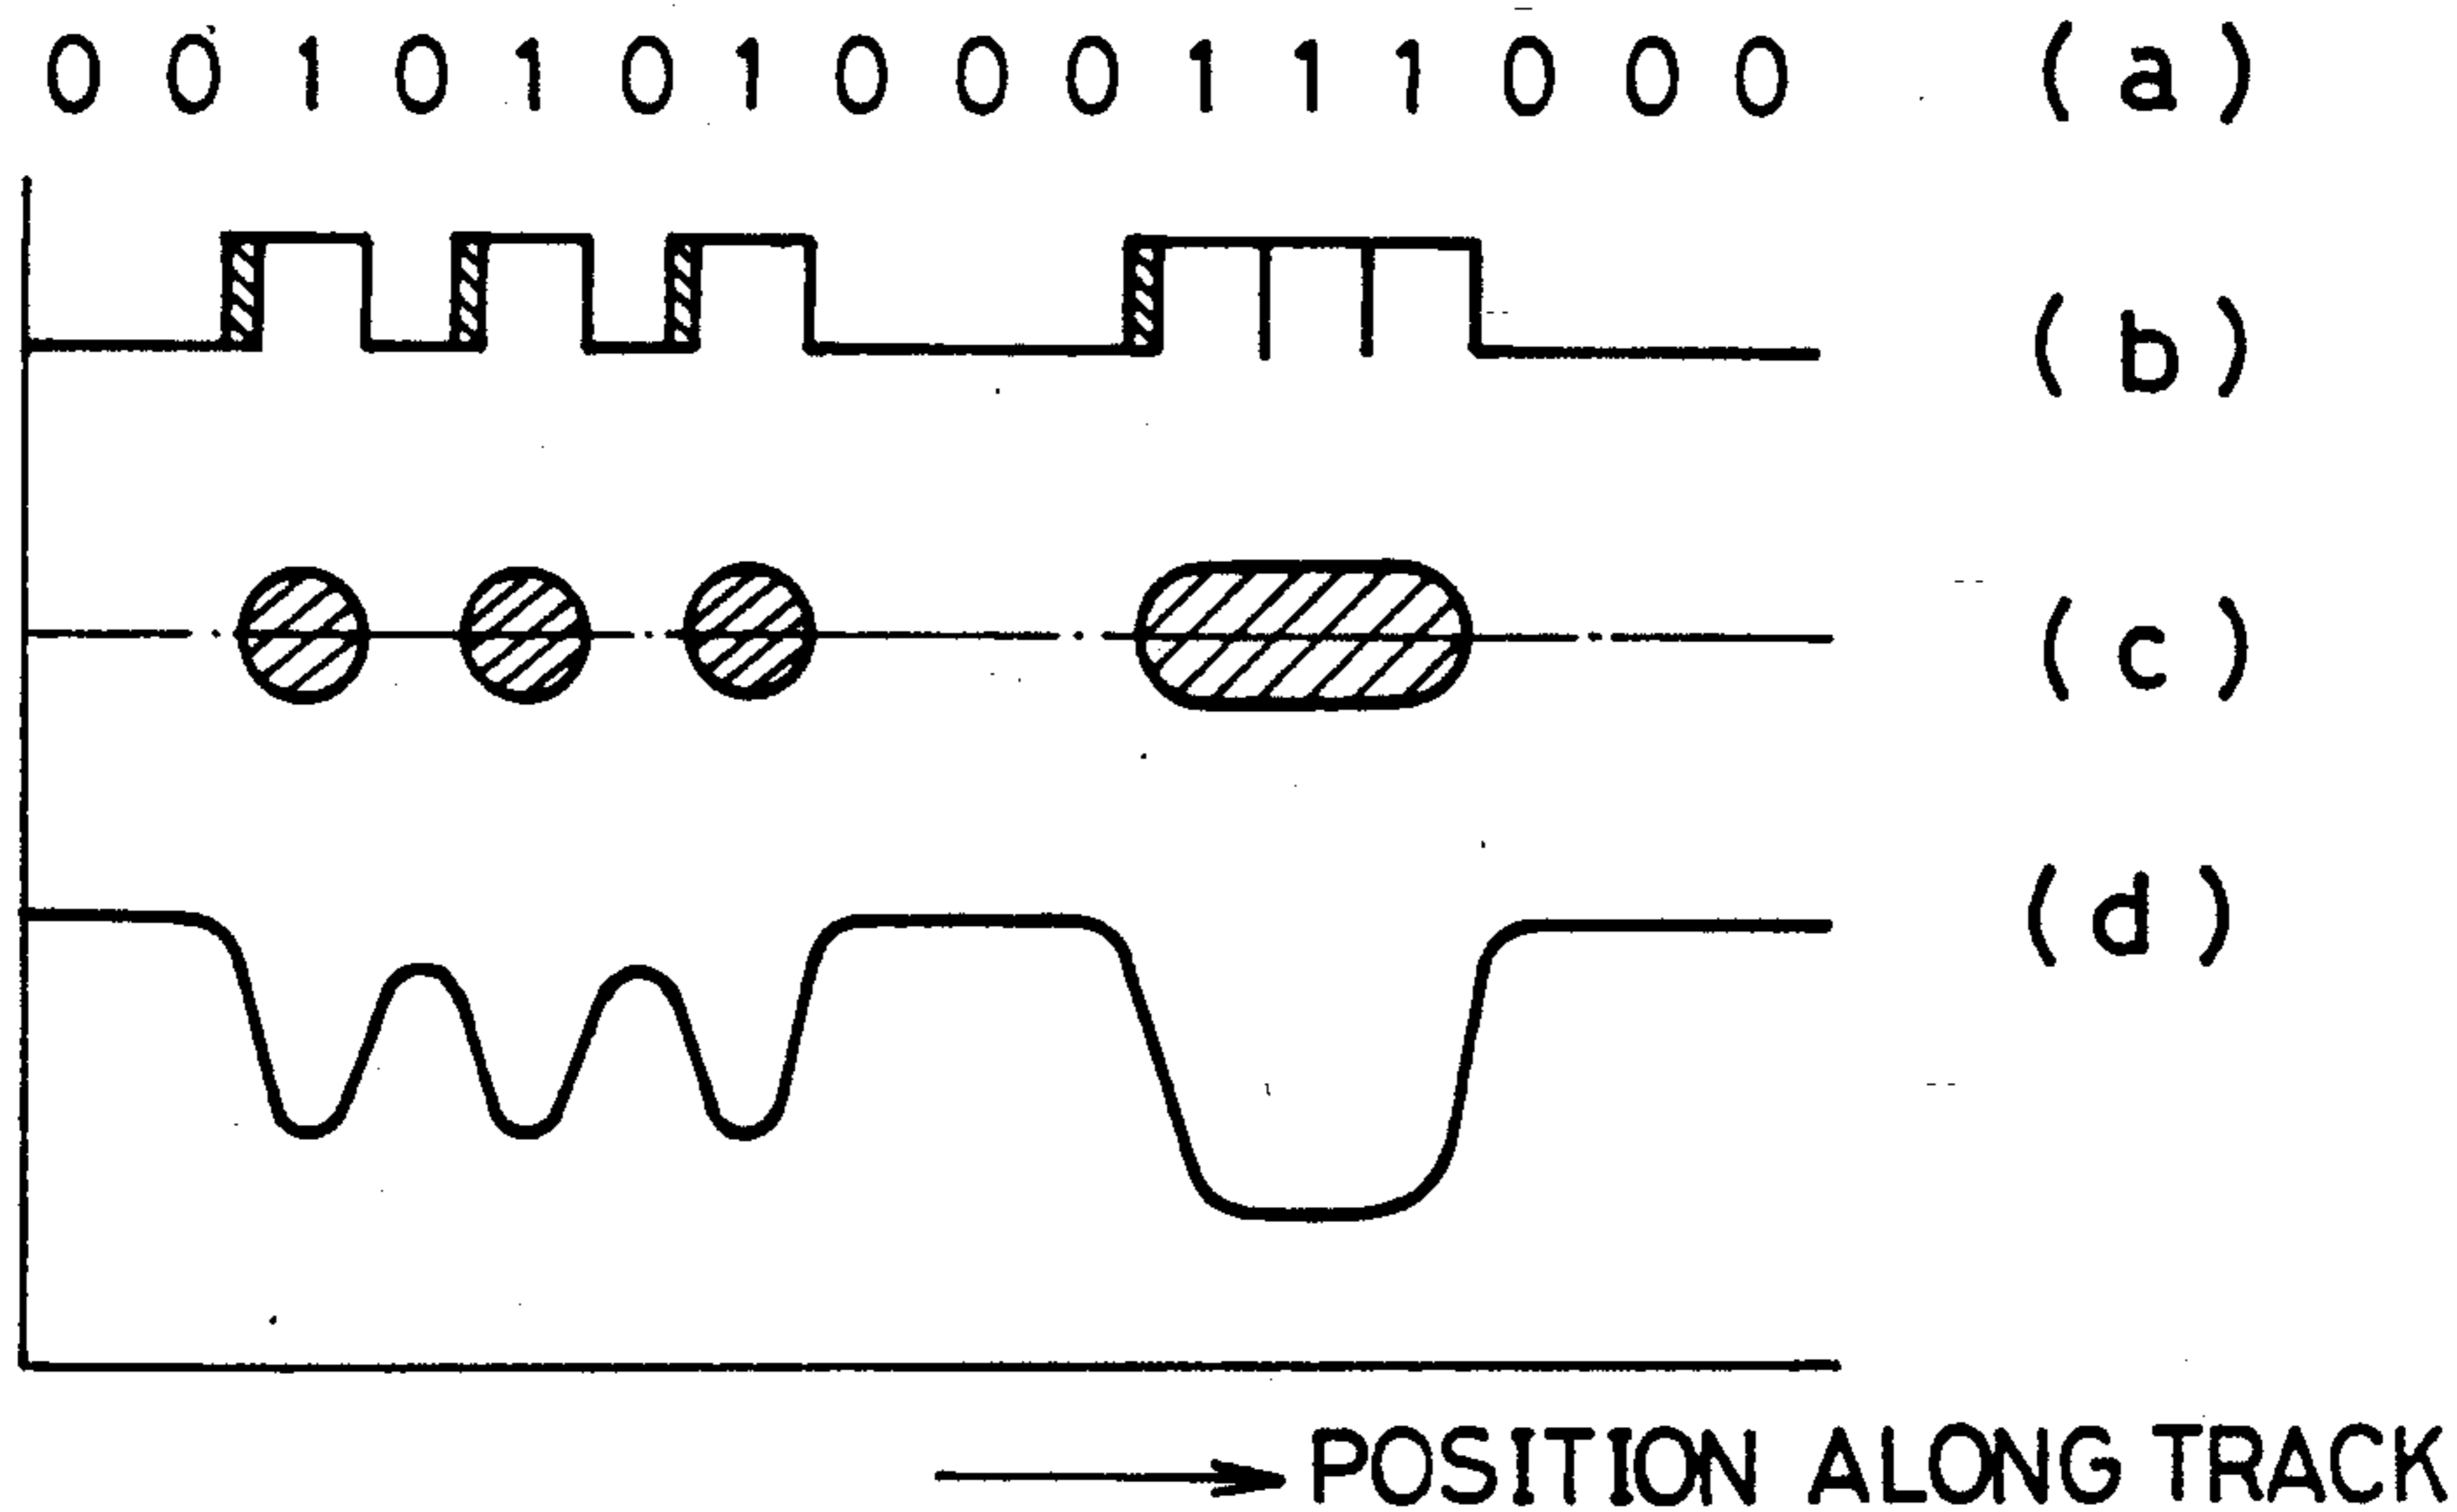 0 0 1 0 1 0 1 0 0 0 1 1 1 0 0 0 (a)
(b)
(c)
(d)
POSITION ALONG TRACK